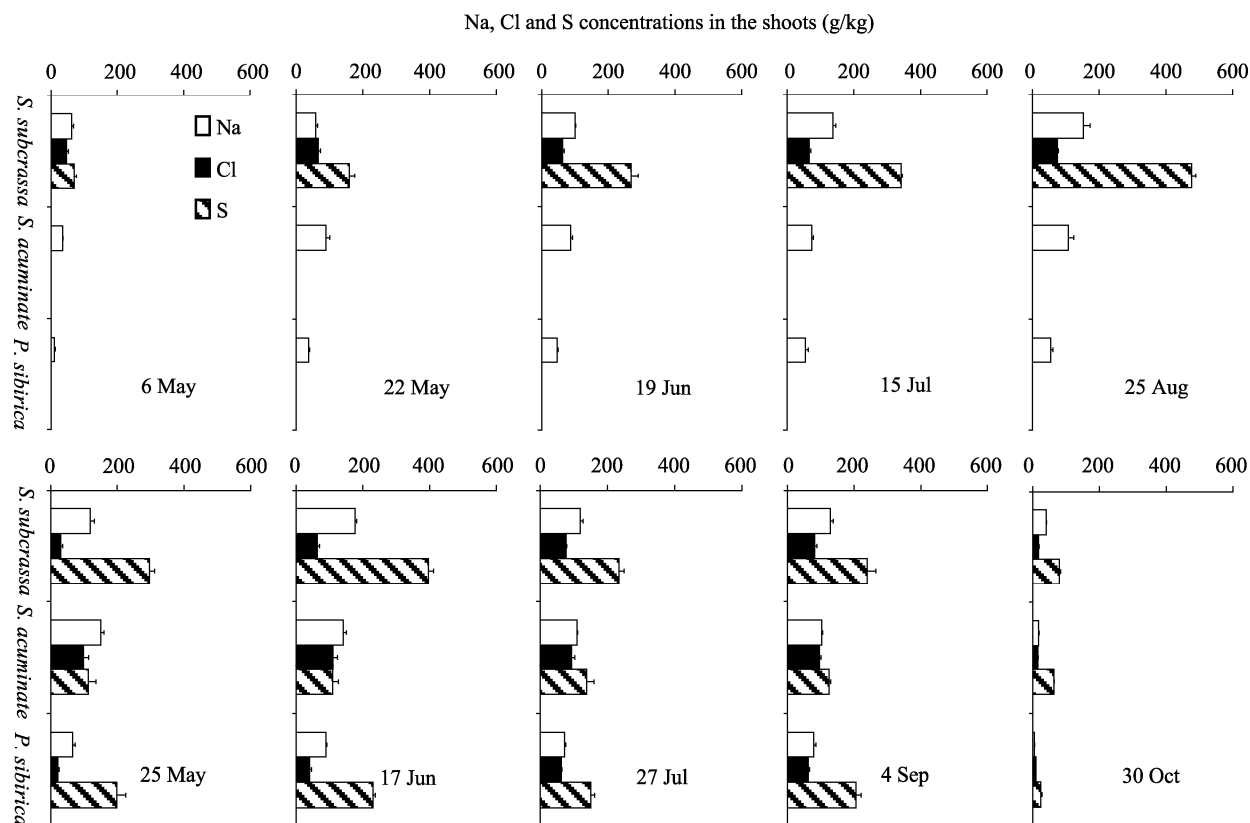 Na, Cl and S concentrations in the shoots (g/kg)
0 200 400 600 0 200 400 600 0 200 400 600 0 200 400 600 0 200 400 600
S. subcrassa S. acuminate P. sibirica
Na
Cl
S
6 May 22 May 19 Jun 15 Jul 25 Aug
0 200 400 600 0 200 400 600 0 200 400 600 0 200 400 600 0 200 400 600
S. subcrassa S. acuminate P. sibirica
25 May 17 Jun 27 Jul 4 Sep 30 Oct